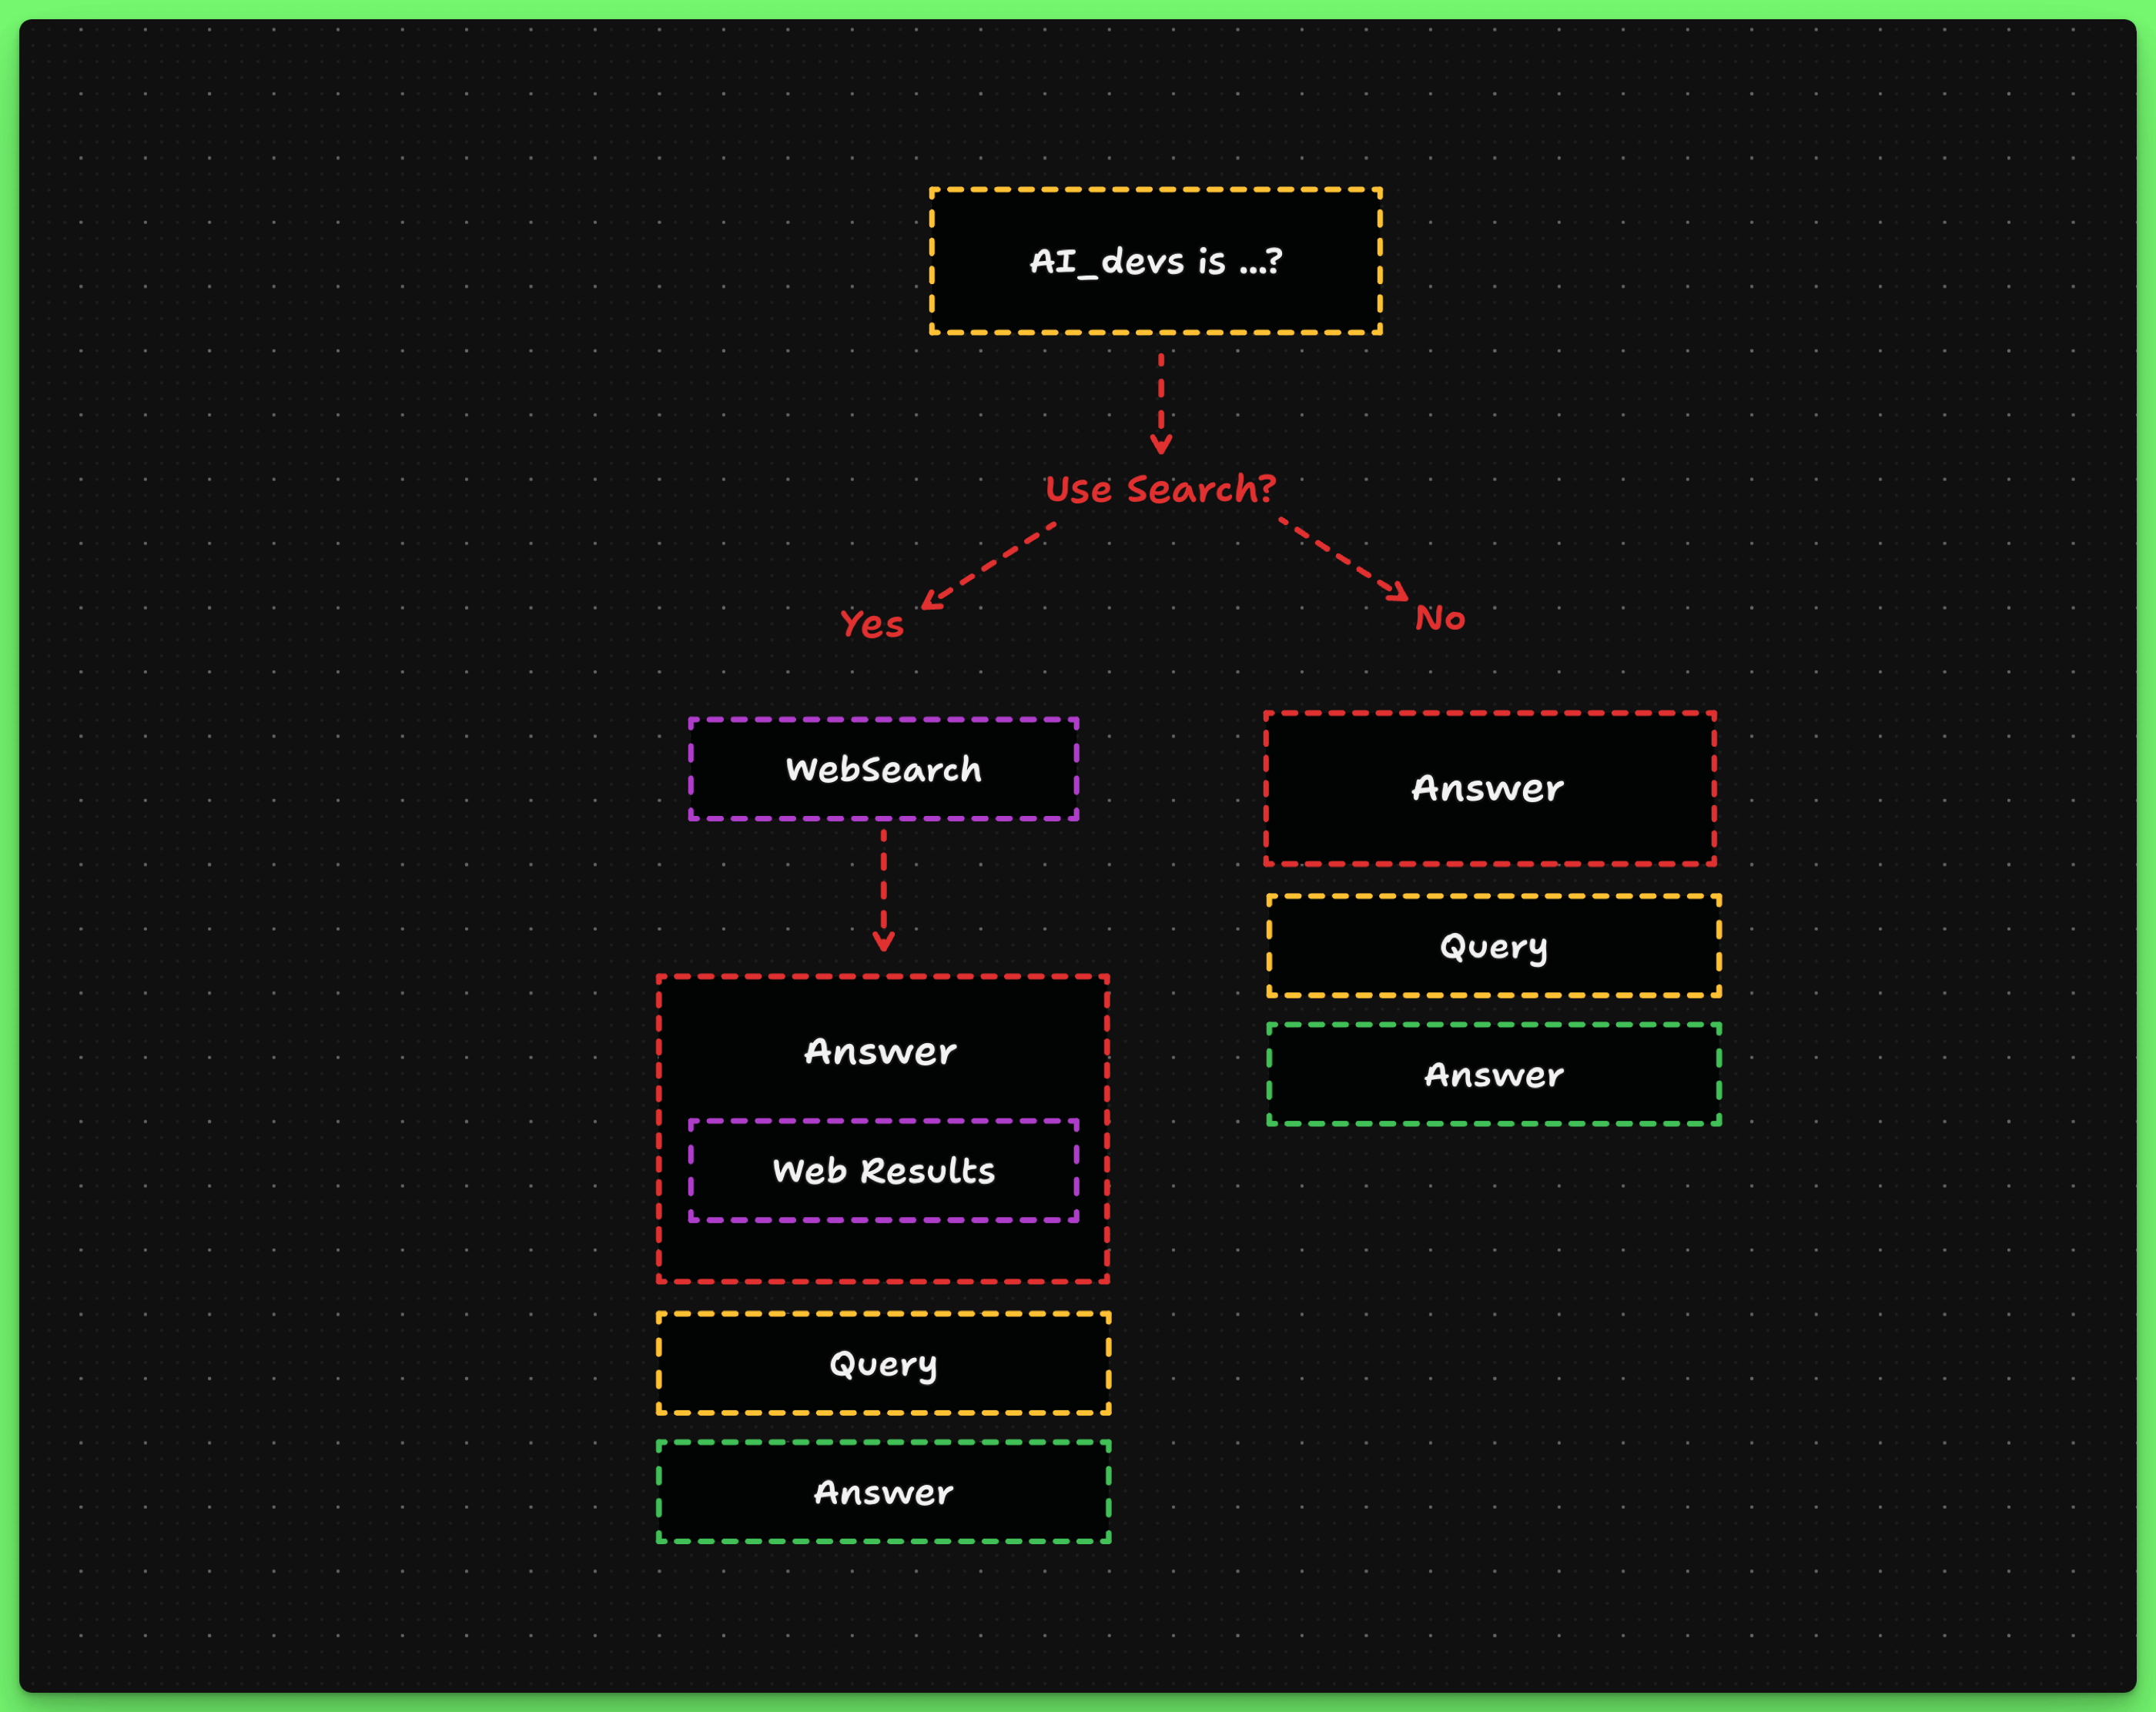 AI_devs is ...?
Use Search?
Yes
No
WebSearch
Answer
Query
Answer
Answer
Web Results
Query
Answer